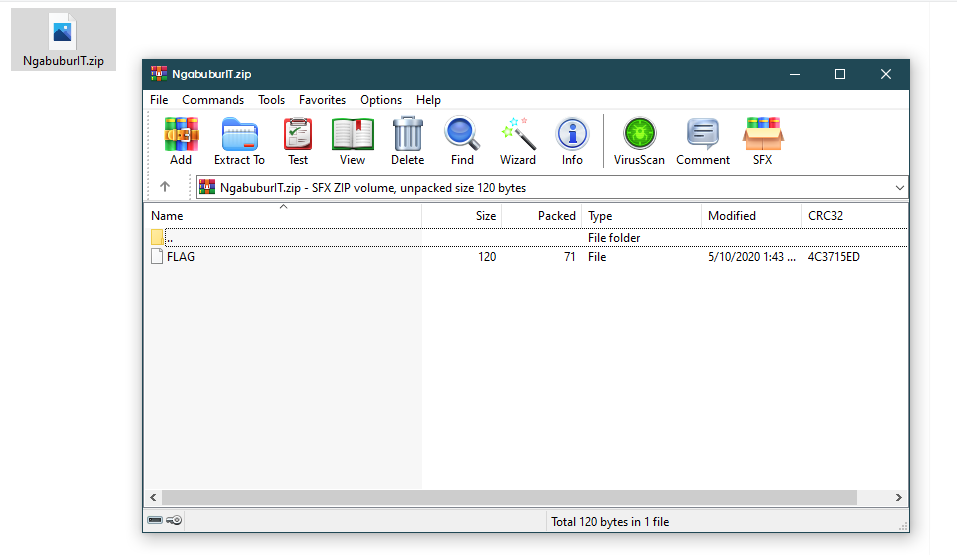 NgabuburIT.zip
NgabuburIT.zip
File Commands Tools Favorites Options Help
Add Extract To Test View Delete Find Wizard Info VirusScan Comment SFX
NgabuburIT.zip - SFX ZIP volume, unpacked size 120 bytes
Name Size Packed Type Modified CRC32
.. File folder
FLAG 120 71 File 5/10/2020 1:43 ... 4C3715ED
Total 120 bytes in 1 file